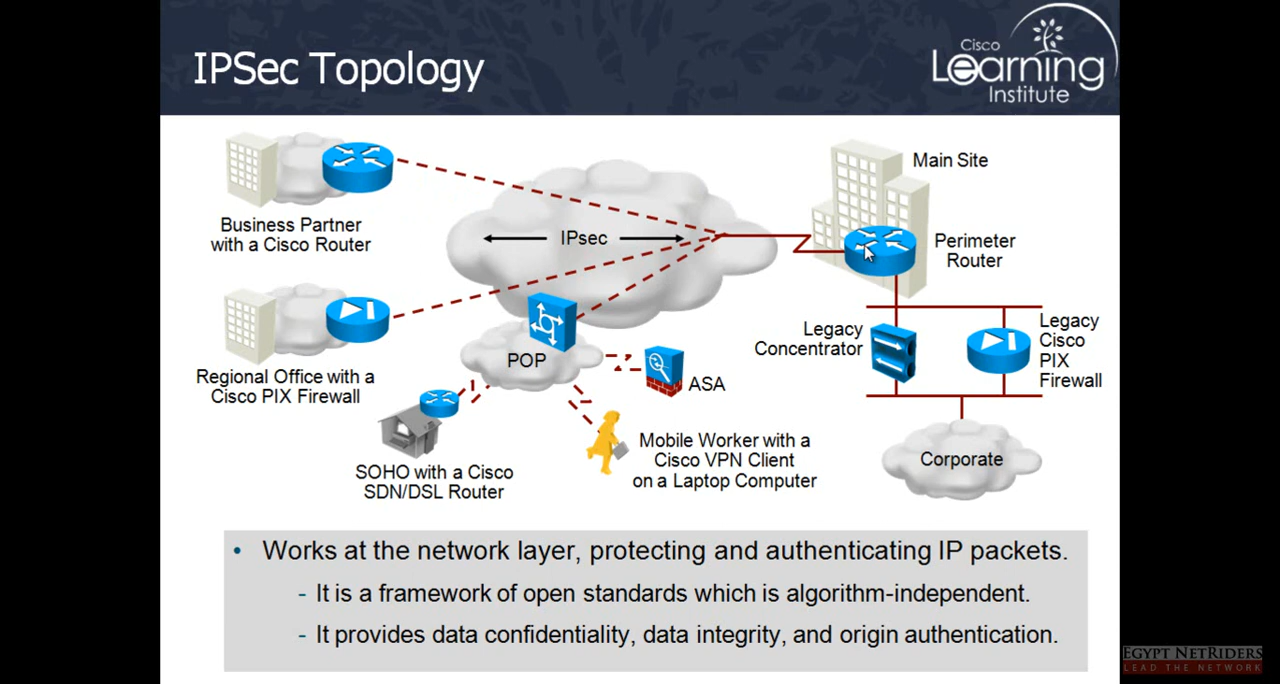 IPSec Topology
Cisco
Learning
Institute
Business Partner
with a Cisco Router
IPsec
Main Site
Perimeter
Router
Regional Office with a
Cisco PIX Firewall
POP
ASA
Legacy
Concentrator
Legacy
Cisco
PIX
Firewall
SOHO with a Cisco
SDN/DSL Router
Mobile Worker with a
Cisco VPN Client
on a Laptop Computer
Corporate
• Works at the network layer, protecting and authenticating IP packets.
- It is a framework of open standards which is algorithm-independent.
- It provides data confidentiality, data integrity, and origin authentication.
EGYPT NETRIDERS
LEAD THE NETWORK